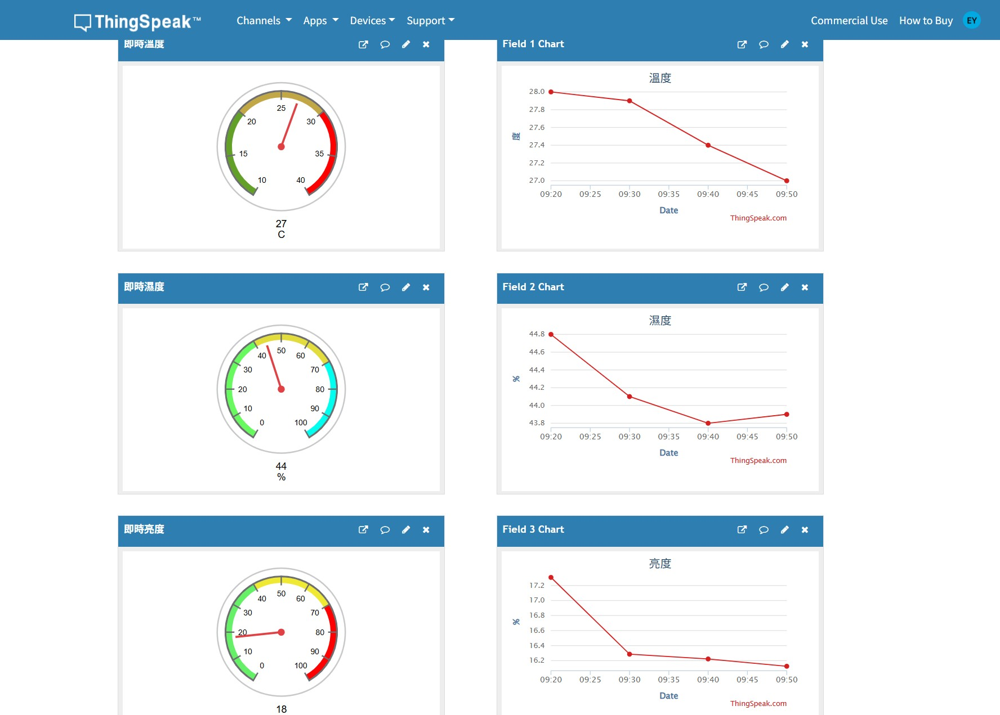 ThingSpeak™ Channels Apps Devices Support Commercial Use How to Buy EY
即時溫度
25
20
30
15
35
10
40
27
C
Field 1 Chart
溫度
28.0
27.8
27.6
27.4
27.2
27.0
度
09:20 09:25 09:30 09:35 09:40 09:45 09:50
Date
ThingSpeak.com
即時濕度
50
40
60
30
70
20
80
10
90
0
100
44
%
Field 2 Chart
濕度
44.8
44.6
44.4
44.2
44.0
43.8
%
09:20 09:25 09:30 09:35 09:40 09:45 09:50
Date
ThingSpeak.com
即時亮度
50
40
60
30
70
20
80
10
90
0
100
18
Field 3 Chart
亮度
17.2
17.0
16.8
16.6
16.4
16.2
%
09:20 09:25 09:30 09:35 09:40 09:45 09:50
Date
ThingSpeak.com